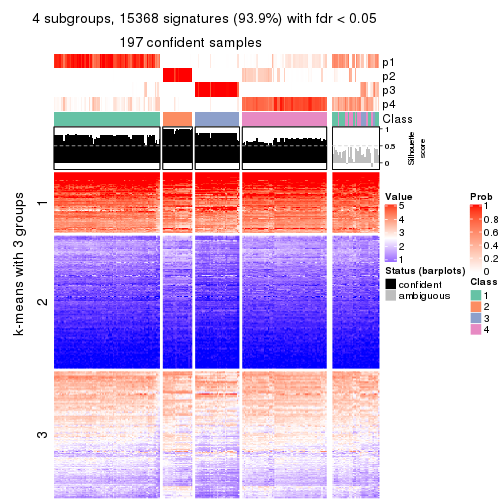 4 subgroups, 15368 signatures (93.9%) with fdr < 0.05
197 confident samples
p1
p2
p3
p4
Class
1
0.5
0
Silhouette
score
k-means with 3 groups
1
2
3
Value
5
4
3
2
1
Status (barplots)
confident
ambiguous
Prob
1
0.8
0.6
0.4
0.2
0
Class
1
2
3
4